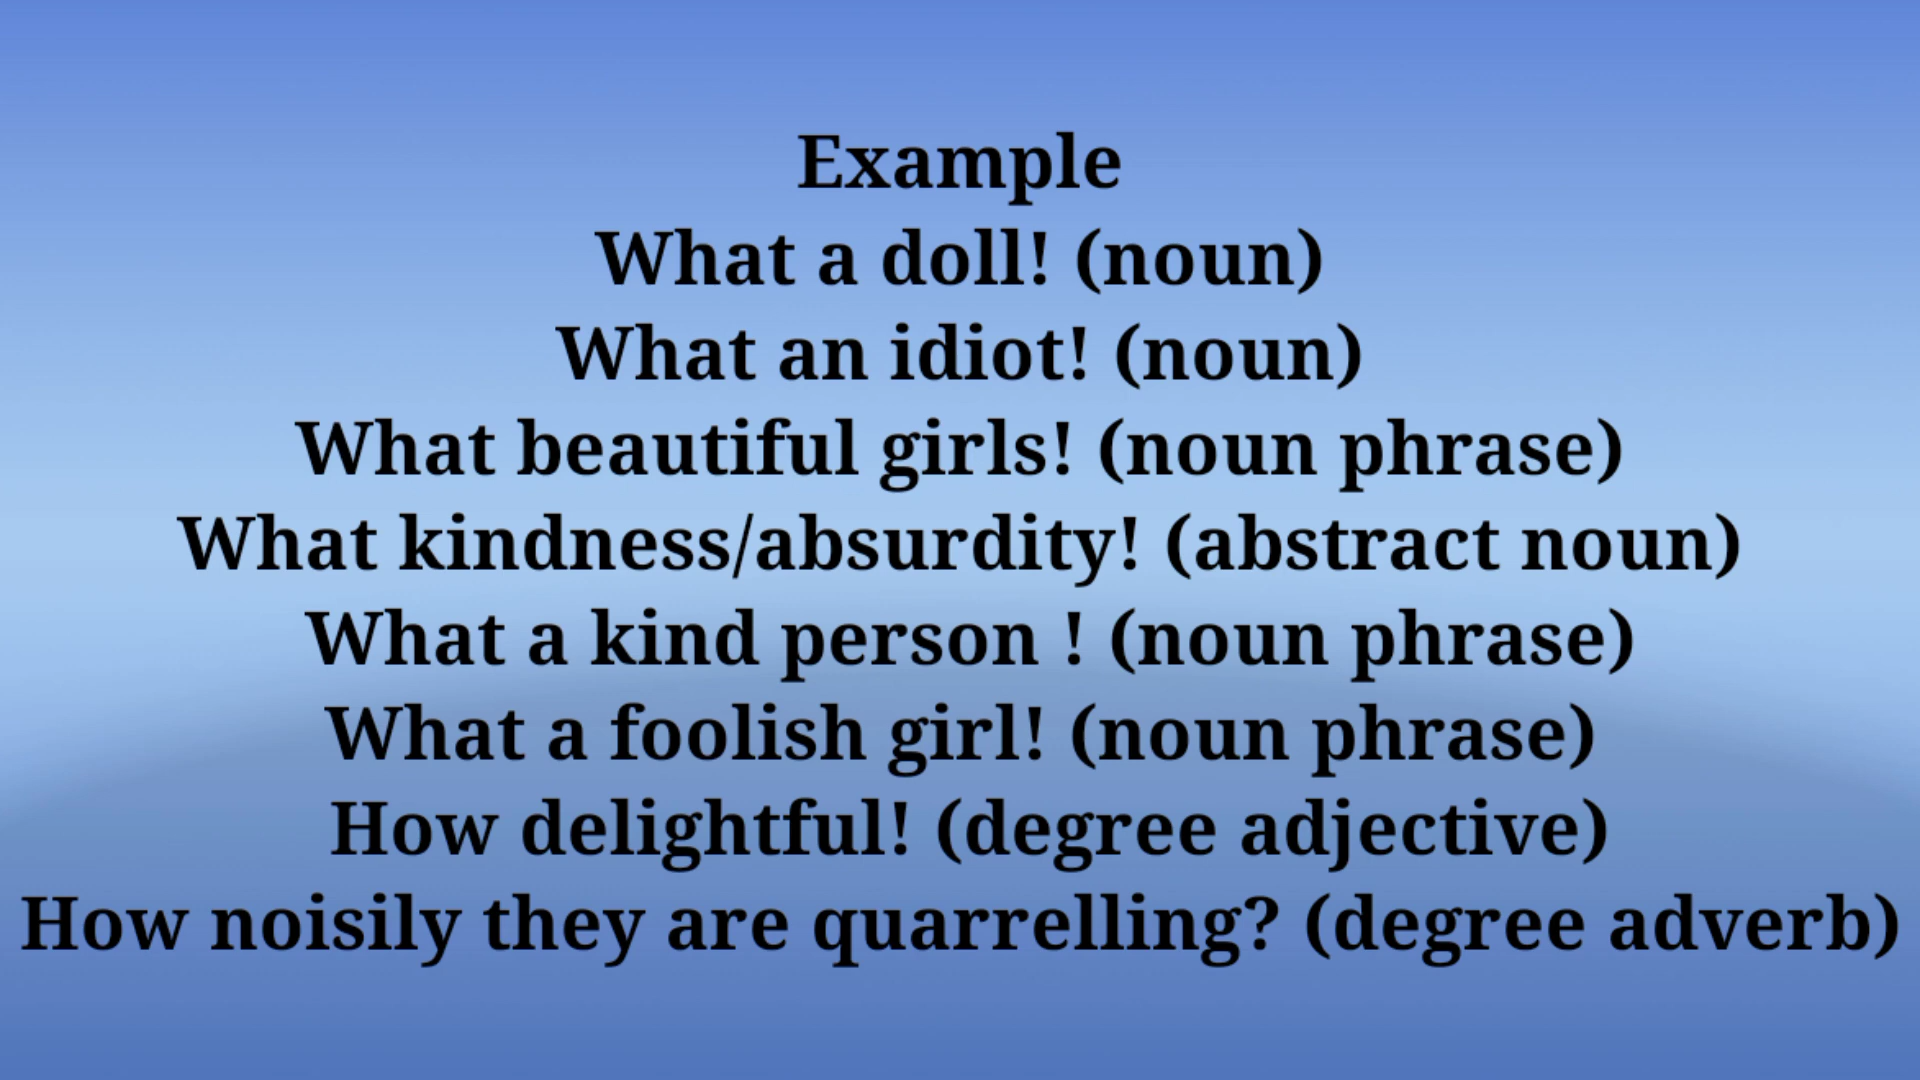 Example
What a doll! (noun)
What an idiot! (noun)
What beautiful girls! (noun phrase)
What kindness/absurdity! (abstract noun)
What a kind person ! (noun phrase)
What a foolish girl! (noun phrase)
How delightful! (degree adjective)
How noisily they are quarrelling? (degree adverb)